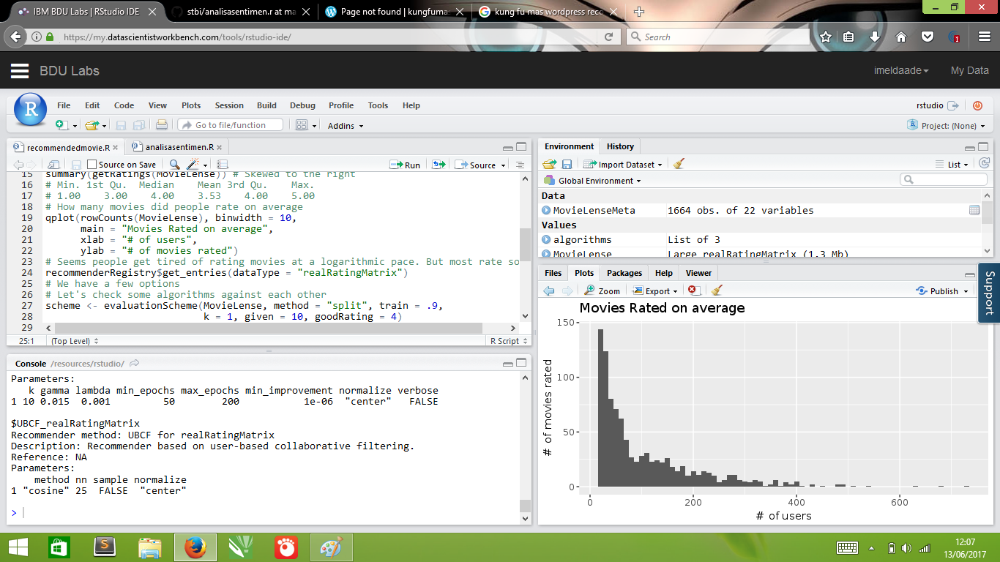 IBM BDU Labs | RStudio IDE
stbi/analisasentimen.r at ma
Page not found | kungfumas
kung fu mas wordpress reco
https://my.datascientistworkbench.com/tools/rstudio-ide/
Search
1
BDU Labs
imeldaade
My Data
R
File Edit Code View Plots Session Build Debug Profile Tools Help
rstudio
Go to file/function
Addins
Project: (None)
recommendedmovie.R
analisasentimen.R
Source on Save
Run
Source
15 summary(getRatings(MovieLense)) # Skewed to the right
16 # Min. 1st Qu. Median Mean 3rd Qu. Max.
17 # 1.00 3.00 4.00 3.53 4.00 5.00
18 # How many movies did people rate on average
19 qplot(rowCounts(MovieLense), binwidth = 10,
20 main = "Movies Rated on average",
21 xlab = "# of users",
22 ylab = "# of movies rated")
23 # Seems people get tired of rating movies at a logarithmic pace. But most rate so
24 recommenderRegistry$get_entries(dataType = "realRatingMatrix")
25 # We have a few options
26 # Let's check some algorithms against each other
27 scheme <- evaluationScheme(MovieLense, method = "split", train = .9,
28 k = 1, given = 10, goodRating = 4)
29
25:1 (Top Level) R Script
Console /resources/rstudio/
Parameters:
k gamma lambda min_epochs max_epochs min_improvement normalize verbose
1 10 0.015 0.001 50 200 1e-06 "center" FALSE
$UBCF_realRatingMatrix
Recommender method: UBCF for realRatingMatrix
Description: Recommender based on user-based collaborative filtering.
Reference: NA
Parameters:
method nn sample normalize
1 "cosine" 25 FALSE "center"
>
Environment History
Import Dataset
List
Global Environment
Data
MovieLenseMeta 1664 obs. of 22 variables
Values
algorithms List of 3
MovieLense Large realRatingMatrix (1.3 Mb)
Files Plots Packages Help Viewer
Zoom Export Publish
Support
Movies Rated on average
150
100
50
0
# of movies rated
0 200 400 600
# of users
S
12:07
13/06/2017